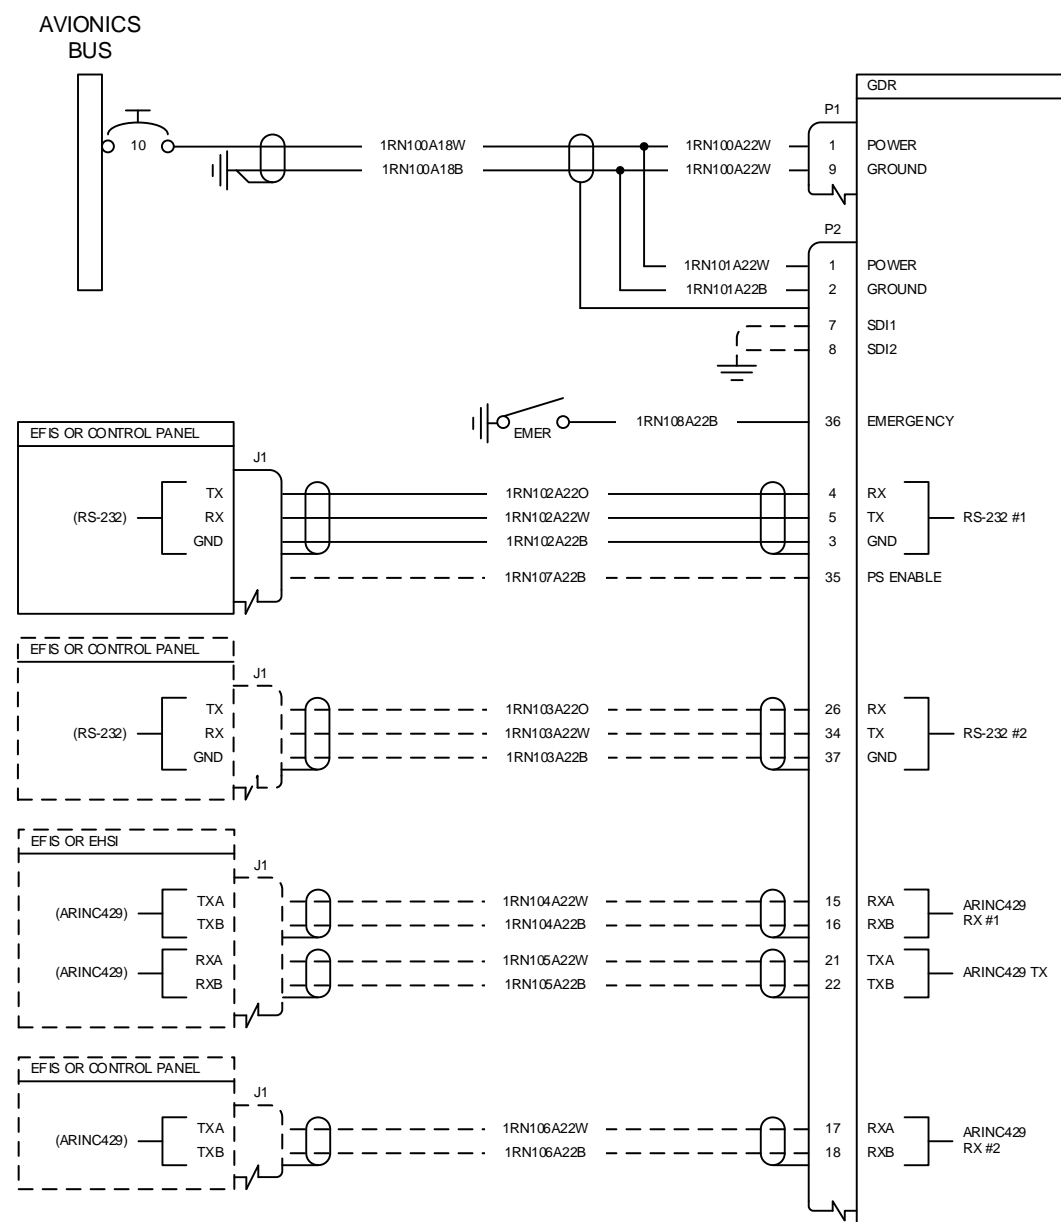 AVIONICS
BUS
GDR
P1
10 1RN100A18W 1RN100A22W 1 POWER
1RN100A18B 1RN100A22W 9 GROUND
P2
1RN101A22W 1 POWER
1RN101A22B 2 GROUND
7 SDI1
8 SDI2
EMER 1RN108A22B 36 EMERGENCY
EFIS OR CONTROL PANEL
J1
TX 1RN102A22O 4 RX
(RS-232) RX 1RN102A22W 5 TX RS-232 #1
GND 1RN102A22B 3 GND
1RN107A22B 35 PS ENABLE
EFIS OR CONTROL PANEL
J1
TX 1RN103A22O 26 RX
(RS-232) RX 1RN103A22W 34 TX RS-232 #2
GND 1RN103A22B 37 GND
EFIS OR EHSI
J1
(ARINC429) TXA 1RN104A22W 15 RXA ARINC429
TXB 1RN104A22B 16 RXB RX #1
(ARINC429) RXA 1RN105A22W 21 TXA ARINC429 TX
RXB 1RN105A22B 22 TXB
EFIS OR CONTROL PANEL
J1
(ARINC429) TXA 1RN106A22W 17 RXA ARINC429
TXB 1RN106A22B 18 RXB RX #2